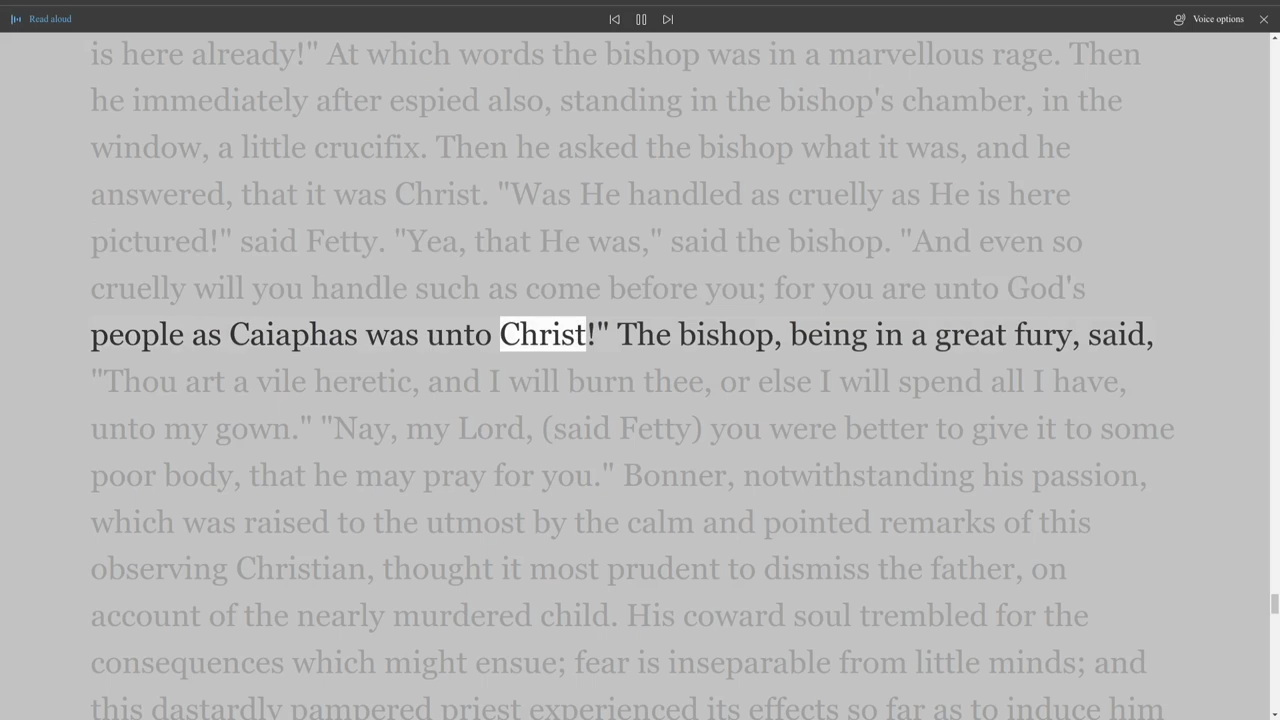 Read aloud
Voice options
is here already!" At which words the bishop was in a marvellous rage. Then
he immediately after espied also, standing in the bishop's chamber, in the
window, a little crucifix. Then he asked the bishop what it was, and he
answered, that it was Christ. "Was He handled as cruelly as He is here
pictured!" said Fetty. "Yea, that He was," said the bishop. "And even so
cruelly will you handle such as come before you; for you are unto God's
people as Caiaphas was unto Christ!" The bishop, being in a great fury, said,
"Thou art a vile heretic, and I will burn thee, or else I will spend all I have,
unto my gown." "Nay, my Lord, (said Fetty) you were better to give it to some
poor body, that he may pray for you." Bonner, notwithstanding his passion,
which was raised to the utmost by the calm and pointed remarks of this
observing Christian, thought it most prudent to dismiss the father, on
account of the nearly murdered child. His coward soul trembled for the
consequences which might ensue; fear is inseparable from little minds; and
this dastardly pampered priest experienced its effects so far as to induce him